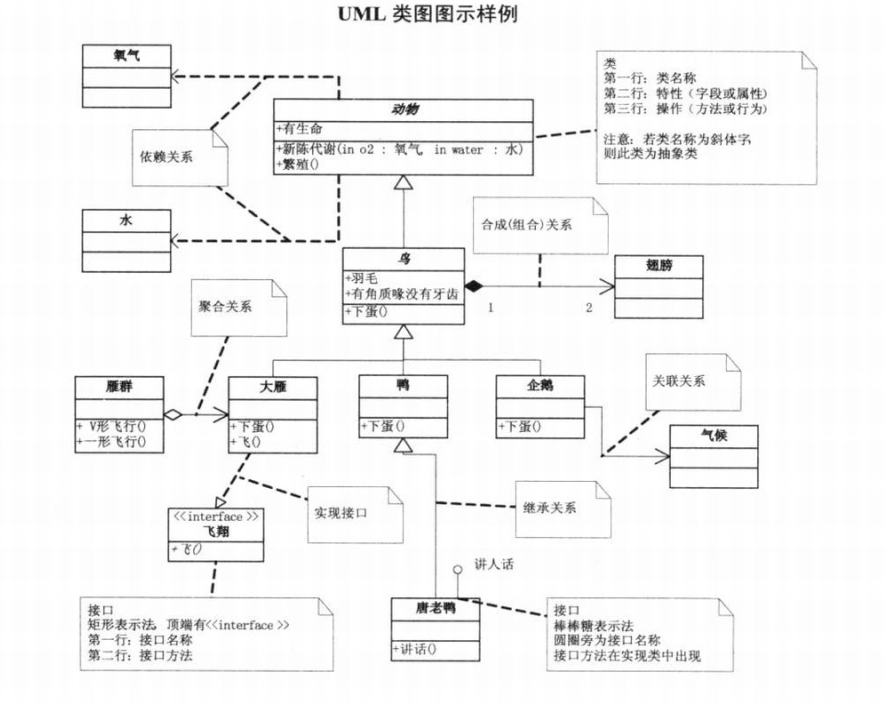 UML 类图图示样例
氧气
动物
+有生命
+新陈代谢(in o2 : 氧气, in water : 水)
+繁殖()
类
第一行：类名称
第二行：特性（字段或属性）
第三行：操作（方法或行为）
注意：若类名称为斜体字，
则此类为抽象类
依赖关系
水
鸟
+羽毛
+有角质喙没有牙齿
+下蛋()
合成(组合)关系
1
2
翅膀
聚合关系
雁群
+ V形飞行()
+一形飞行()
大雁
+下蛋()
+飞()
鸭
+下蛋()
企鹅
+下蛋()
关联关系
气候
<<interface>>
飞翔
+飞()
实现接口
继承关系
讲人话
唐老鸭
+讲话()
接口
矩形表示法，顶端有<<interface>>
第一行：接口名称
第二行：接口方法
接口
棒棒糖表示法
圆圈旁为接口名称
接口方法在实现类中出现